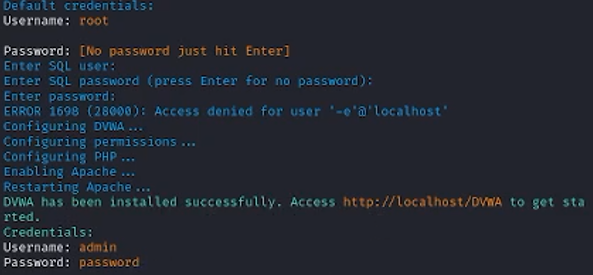 Default credentials:
Username: root
Password: [No password just hit Enter]
Enter SQL user:
Enter SQL password (press Enter for no password):
Enter password:
ERROR 1698 (28000): Access denied for user '-e'@'localhost'
Configuring DVWA...
Configuring permissions...
Configuring PHP...
Enabling Apache...
Restarting Apache...
DVWA has been installed successfully. Access http://localhost/DVWA to get sta
rted.
Credentials:
Username: admin
Password: password